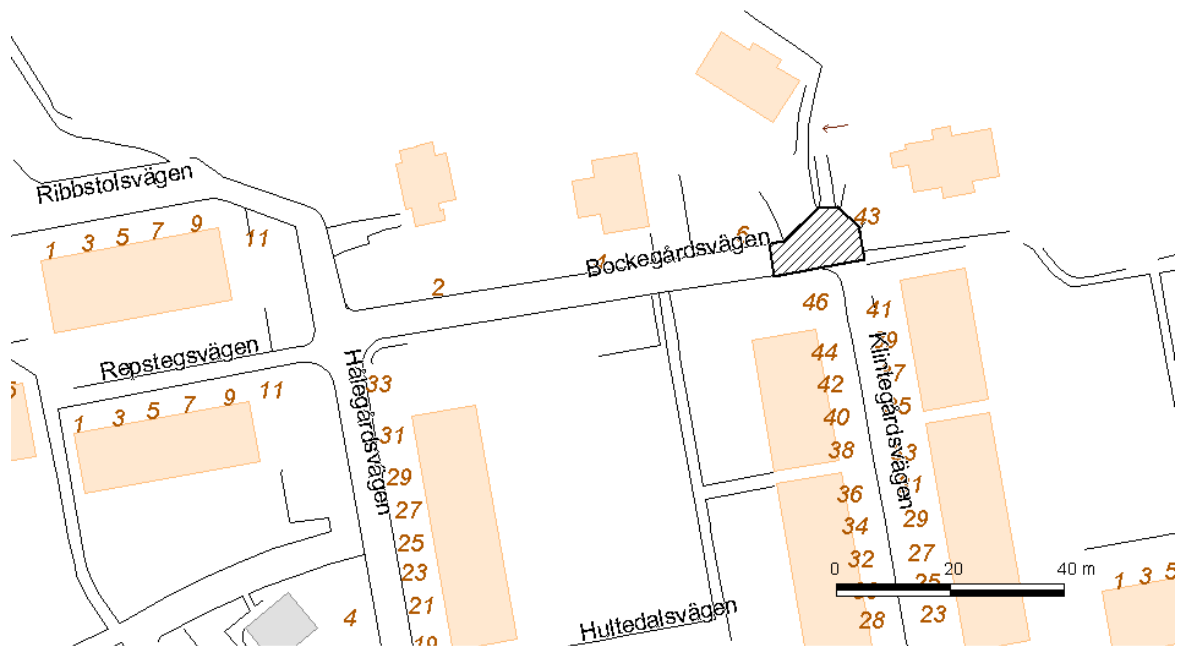 43
Ribbstolsvägen
1 3 5 7 9 11
6
Bockegårdsvägen
2
46
41
Repstegsvägen
44
33
42
1 3 5 7 9 11
40
31
38
Hålegårdsvägen
Klintegårdsvägen
29
36
27
34
29
25
32
27
0 20 40 m
23
25
1 3 5
21
28
23
4
Hultedalsvägen
19